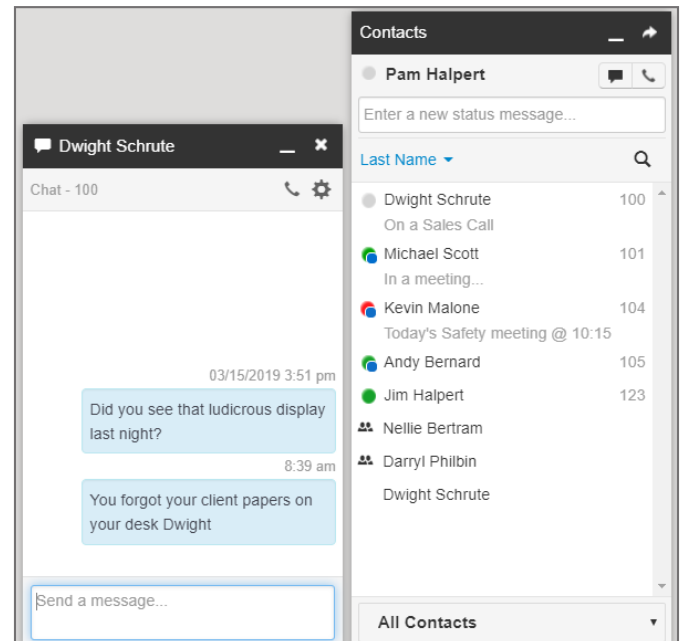 Contacts
Pam Halpert
Enter a new status message...
Last Name
Dwight Schrute 100
On a Sales Call
Michael Scott 101
In a meeting...
Kevin Malone 104
Today's Safety meeting @ 10:15
Andy Bernard 105
Jim Halpert 123
Nellie Bertram
Darryl Philbin
Dwight Schrute
All Contacts
Dwight Schrute
Chat - 100
03/15/2019 3:51 pm
Did you see that ludicrous display
last night?
8:39 am
You forgot your client papers on
your desk Dwight
Send a message...